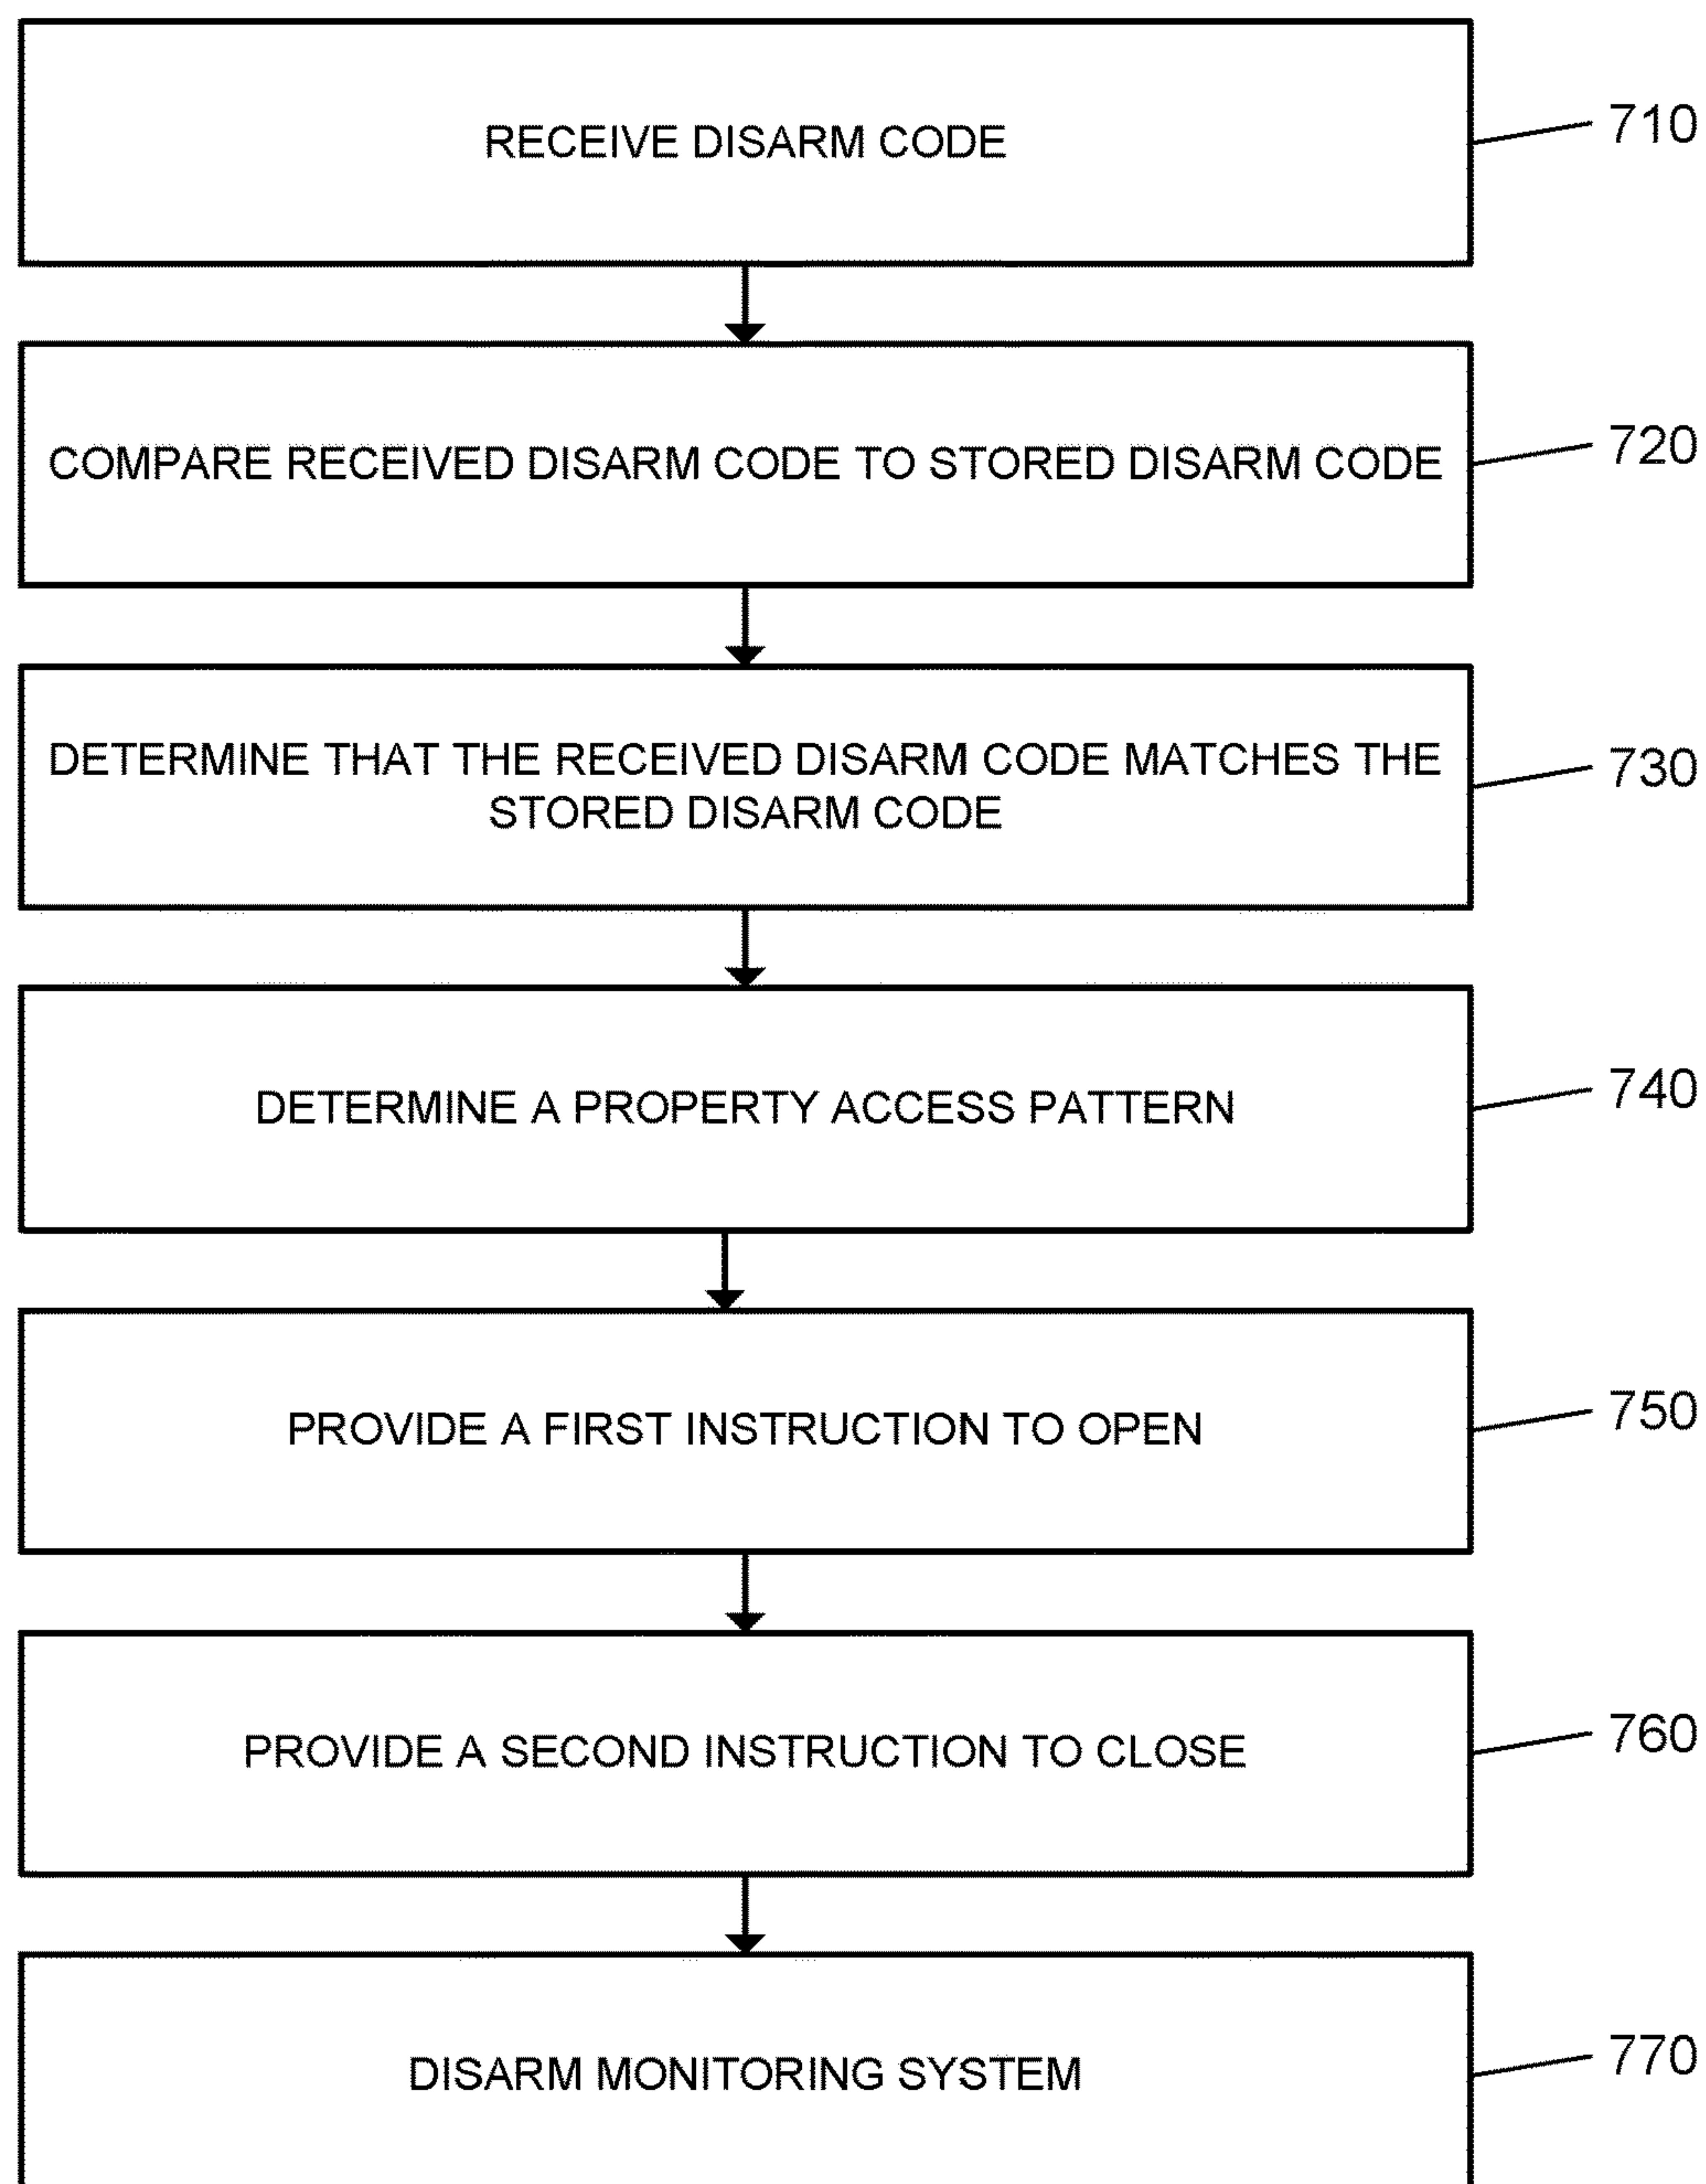 RECEIVE DISARM CODE
710
COMPARE RECEIVED DISARM CODE TO STORED DISARM CODE
720
DETERMINE THAT THE RECEIVED DISARM CODE MATCHES THE
STORED DISARM CODE
730
DETERMINE A PROPERTY ACCESS PATTERN
740
PROVIDE A FIRST INSTRUCTION TO OPEN
750
PROVIDE A SECOND INSTRUCTION TO CLOSE
760
DISARM MONITORING SYSTEM
770